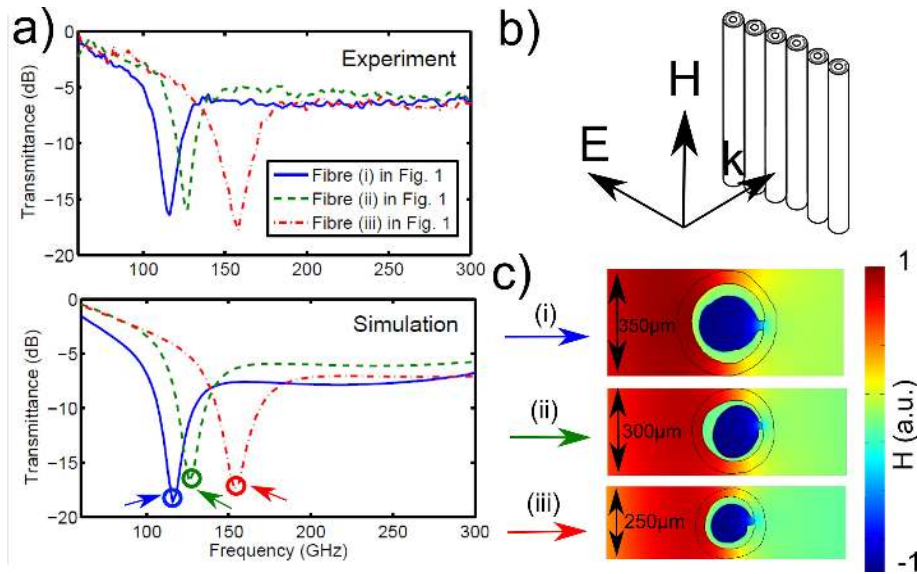 a)
0
−5
−10
−15
−20
Transmittance (dB)
Experiment
Fibre (i) in Fig. 1
Fibre (ii) in Fig. 1
Fibre (iii) in Fig. 1
100 150 200 250 300
0
−5
−10
−15
−20
Transmittance (dB)
Simulation
100 150 200 250 300
Frequency (GHz)
b)
H
E
k
c)
(i)
350µm
(ii)
300µm
(iii)
250µm
1
H (a.u.)
-1